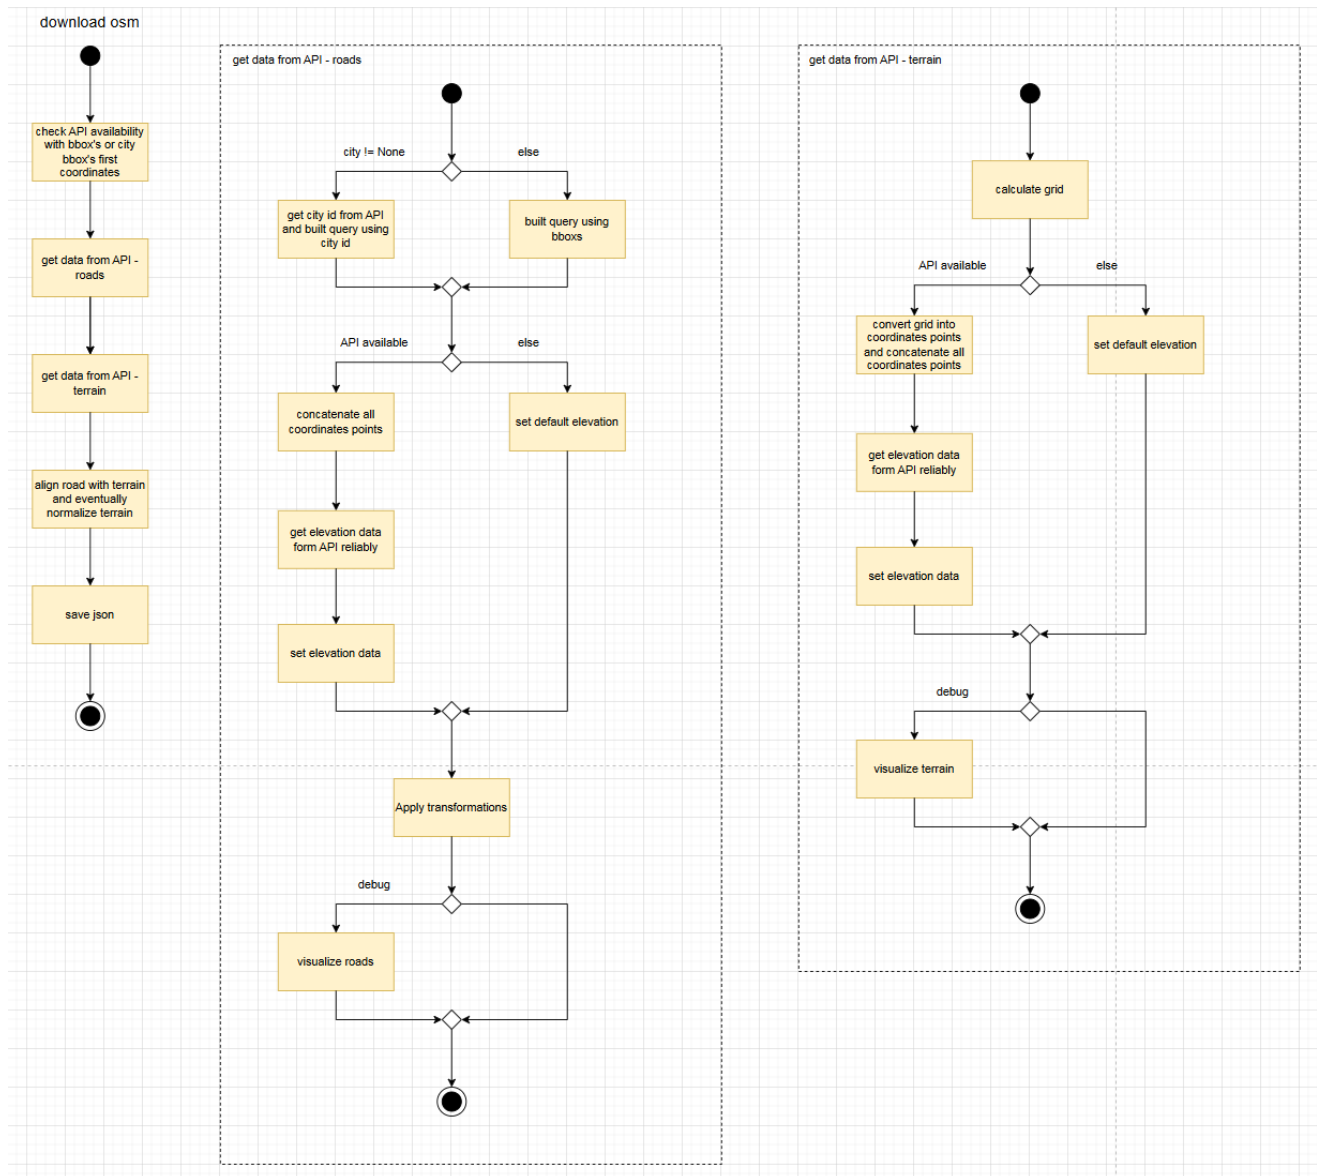 download osm
check API availability
with bbox's or city
bbox's first
coordinates
get data from API -
roads
get data from API -
terrain
align road with terrain
and eventually
normalize terrain
save json
get data from API - roads
city != None
else
get city id from API
and built query using
city id
built query using
bboxs
API available
else
concatenate all
coordinates points
set default elevation
get elevation data
form API reliably
set elevation data
Apply transformations
debug
visualize roads
get data from API - terrain
calculate grid
API available
else
convert grid into
coordinates points
and concatenate all
coordinates points
set default elevation
get elevation data
form API reliably
set elevation data
debug
visualize terrain